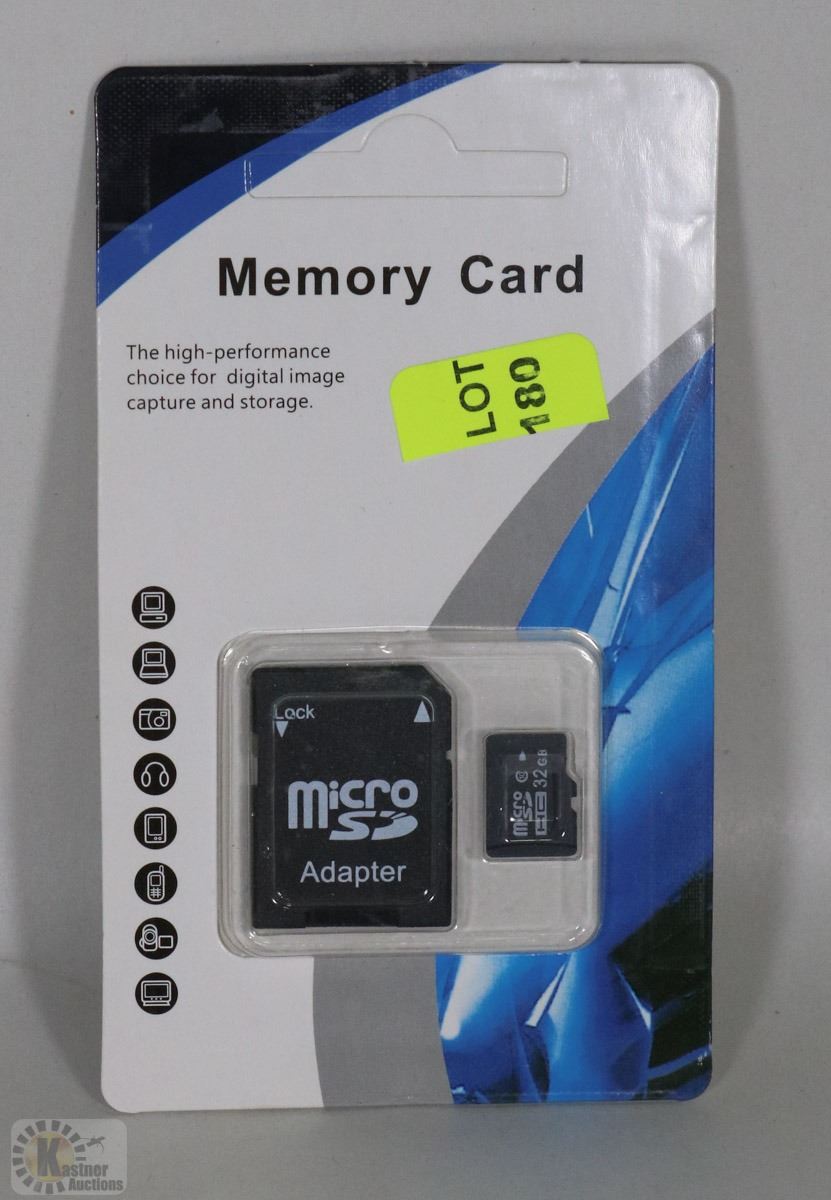 Memory Card
The high-performance
choice for digital image
capture and storage.
LOT
180
Lock
Micro
SD
Adapter
micro
SD
HC
10
32GB
Kastner
Auctions